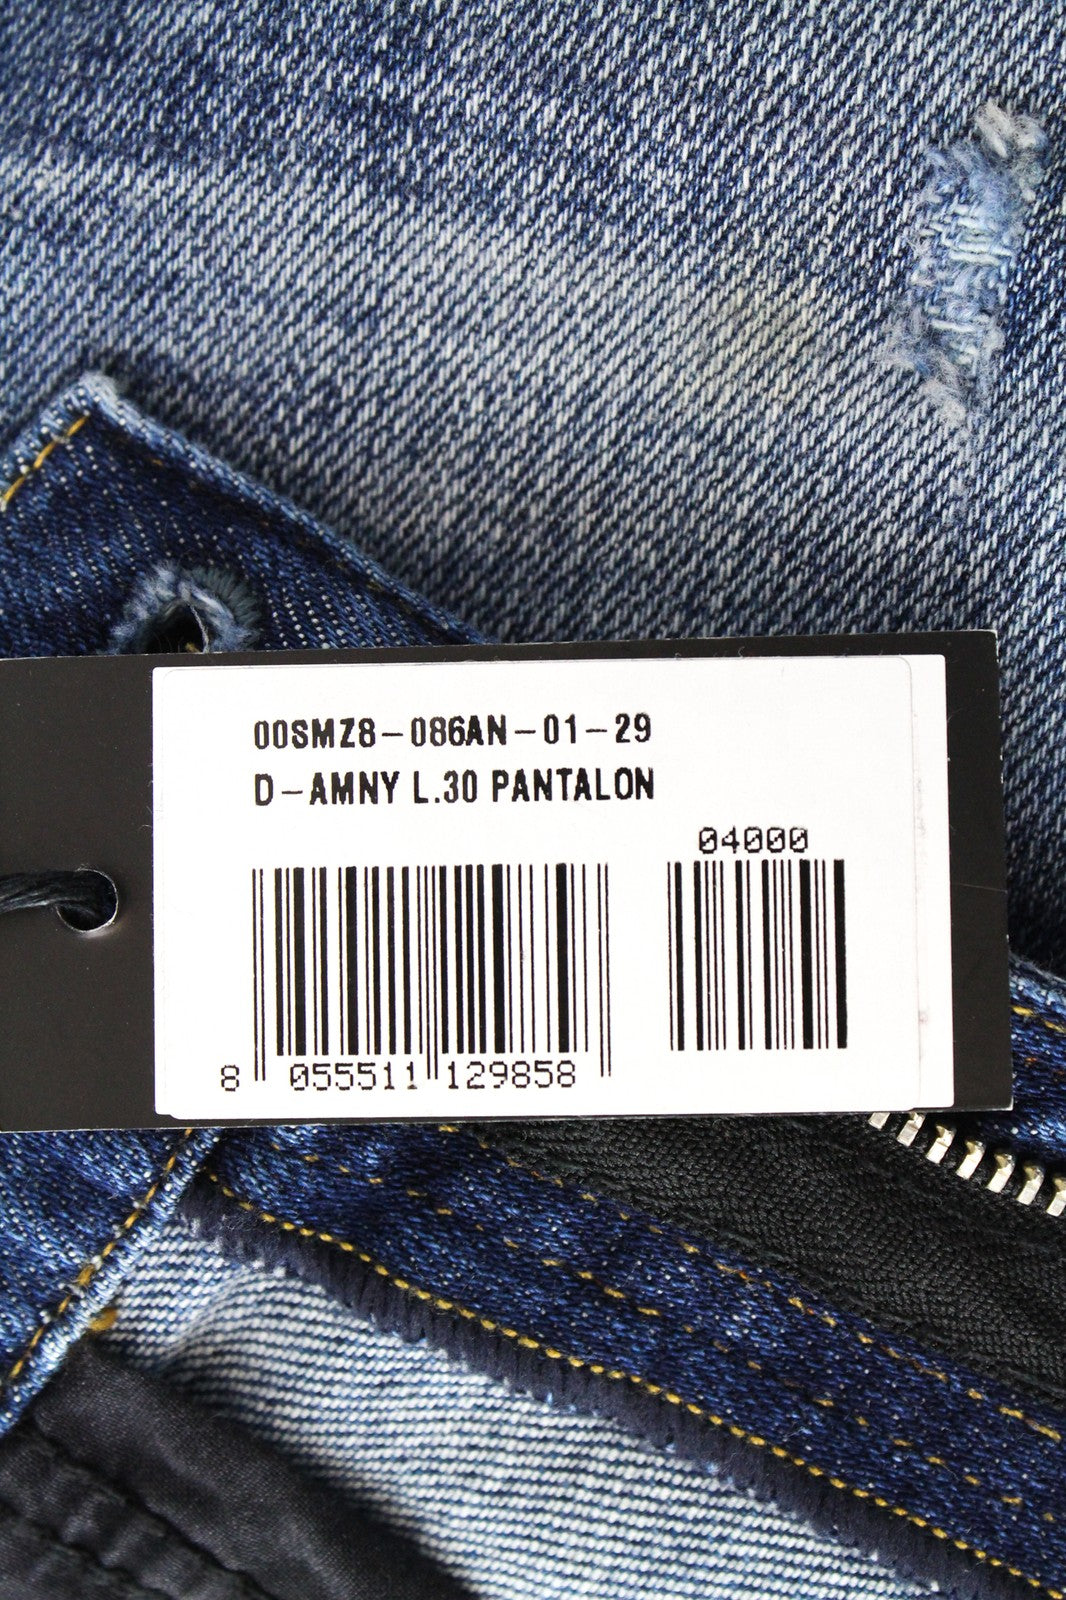 00SMZ8-086AN-01-29
D-AMNY L.30 PANTALON
04000
8 055511 129858